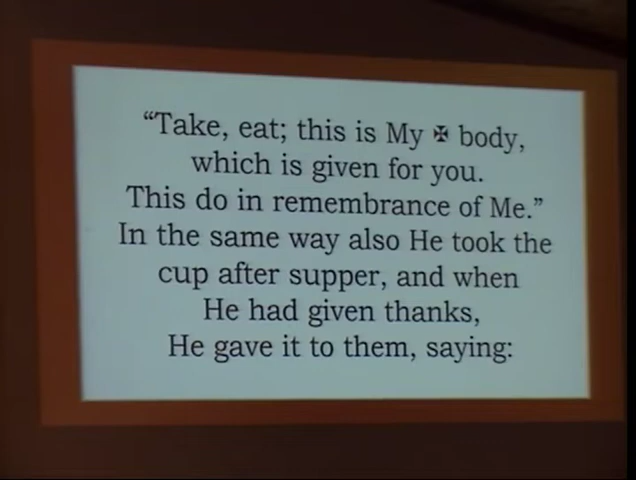 “Take, eat; this is My ✠ body,
which is given for you.
This do in remembrance of Me.”
In the same way also He took the
cup after supper, and when
He had given thanks,
He gave it to them, saying: